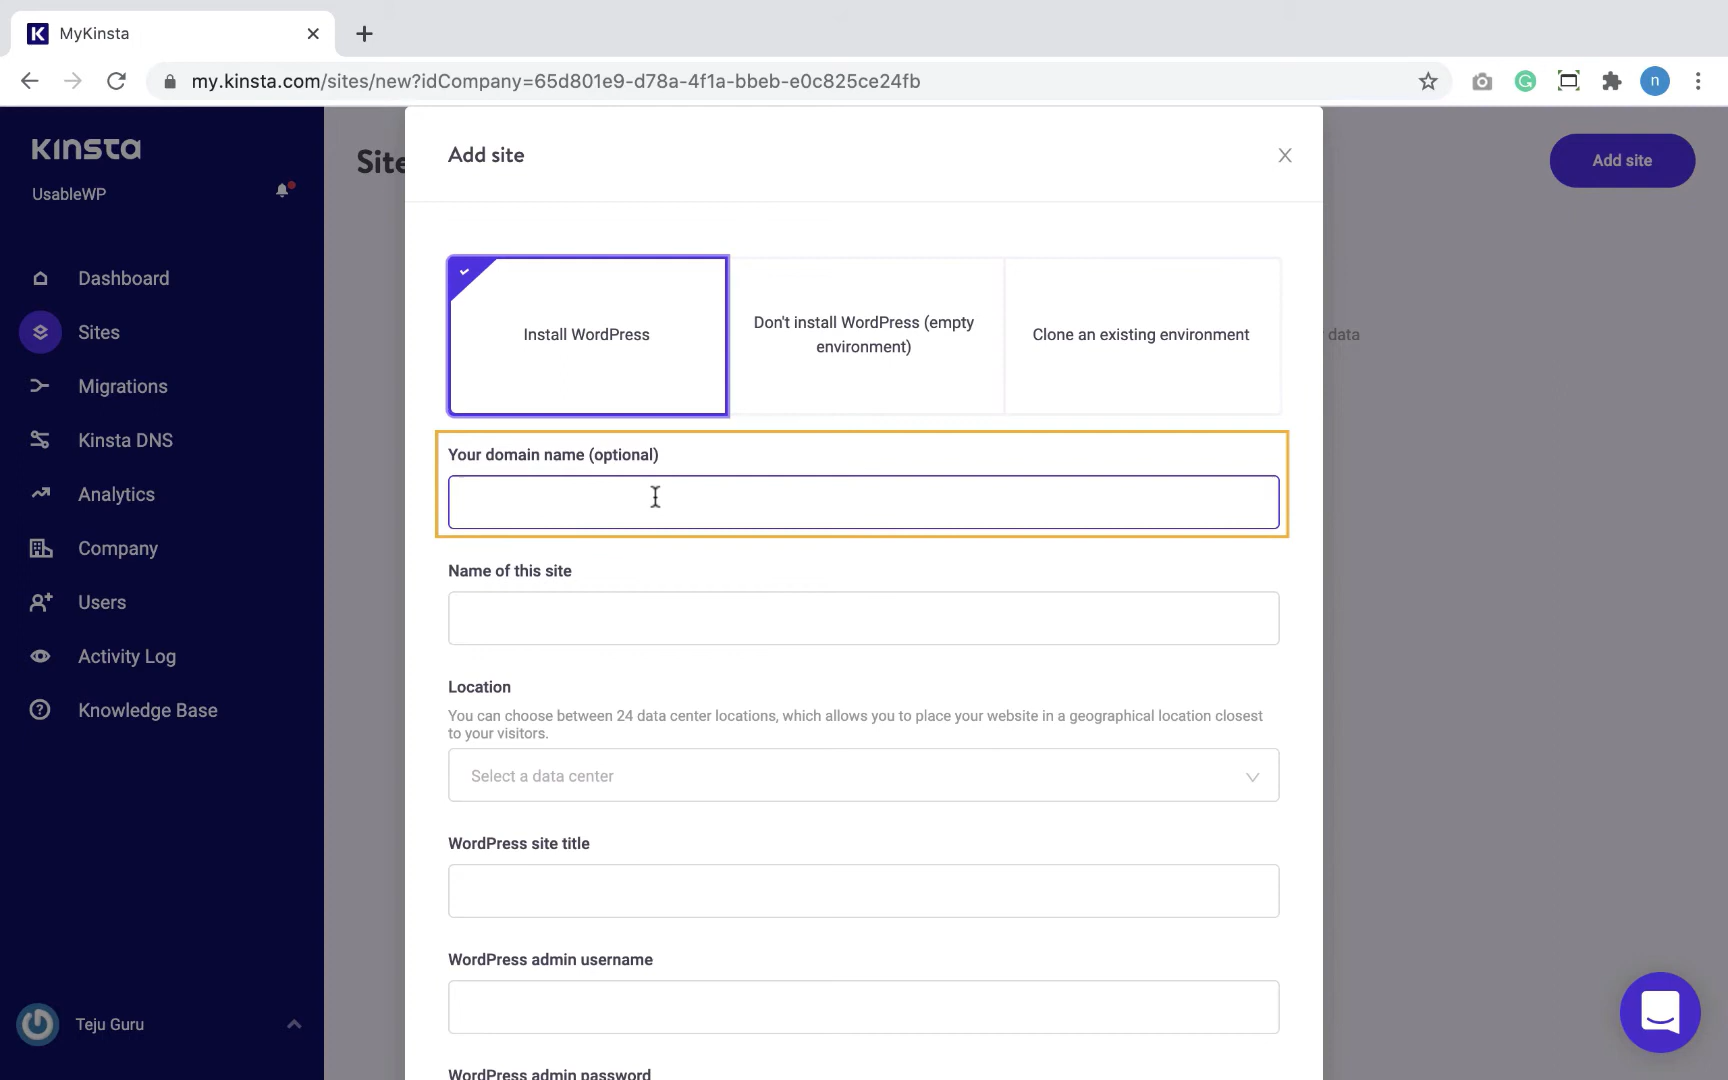 MyKinsta
my.kinsta.com/sites/new?idCompany=65d801e9-d78a-4f1a-bbeb-e0c825ce24fb
n
KInSTa
UsableWP
Dashboard
Sites
Migrations
Kinsta DNS
Analytics
Company
Users
Activity Log
Knowledge Base
Teju Guru
Site
Add site
data
Add site
Install WordPress
Don't install WordPress (empty
environment)
Clone an existing environment
Your domain name (optional)
Name of this site
Location
You can choose between 24 data center locations, which allows you to place your website in a geographical location closest
to your visitors.
Select a data center
WordPress site title
WordPress admin username
WordPress admin password